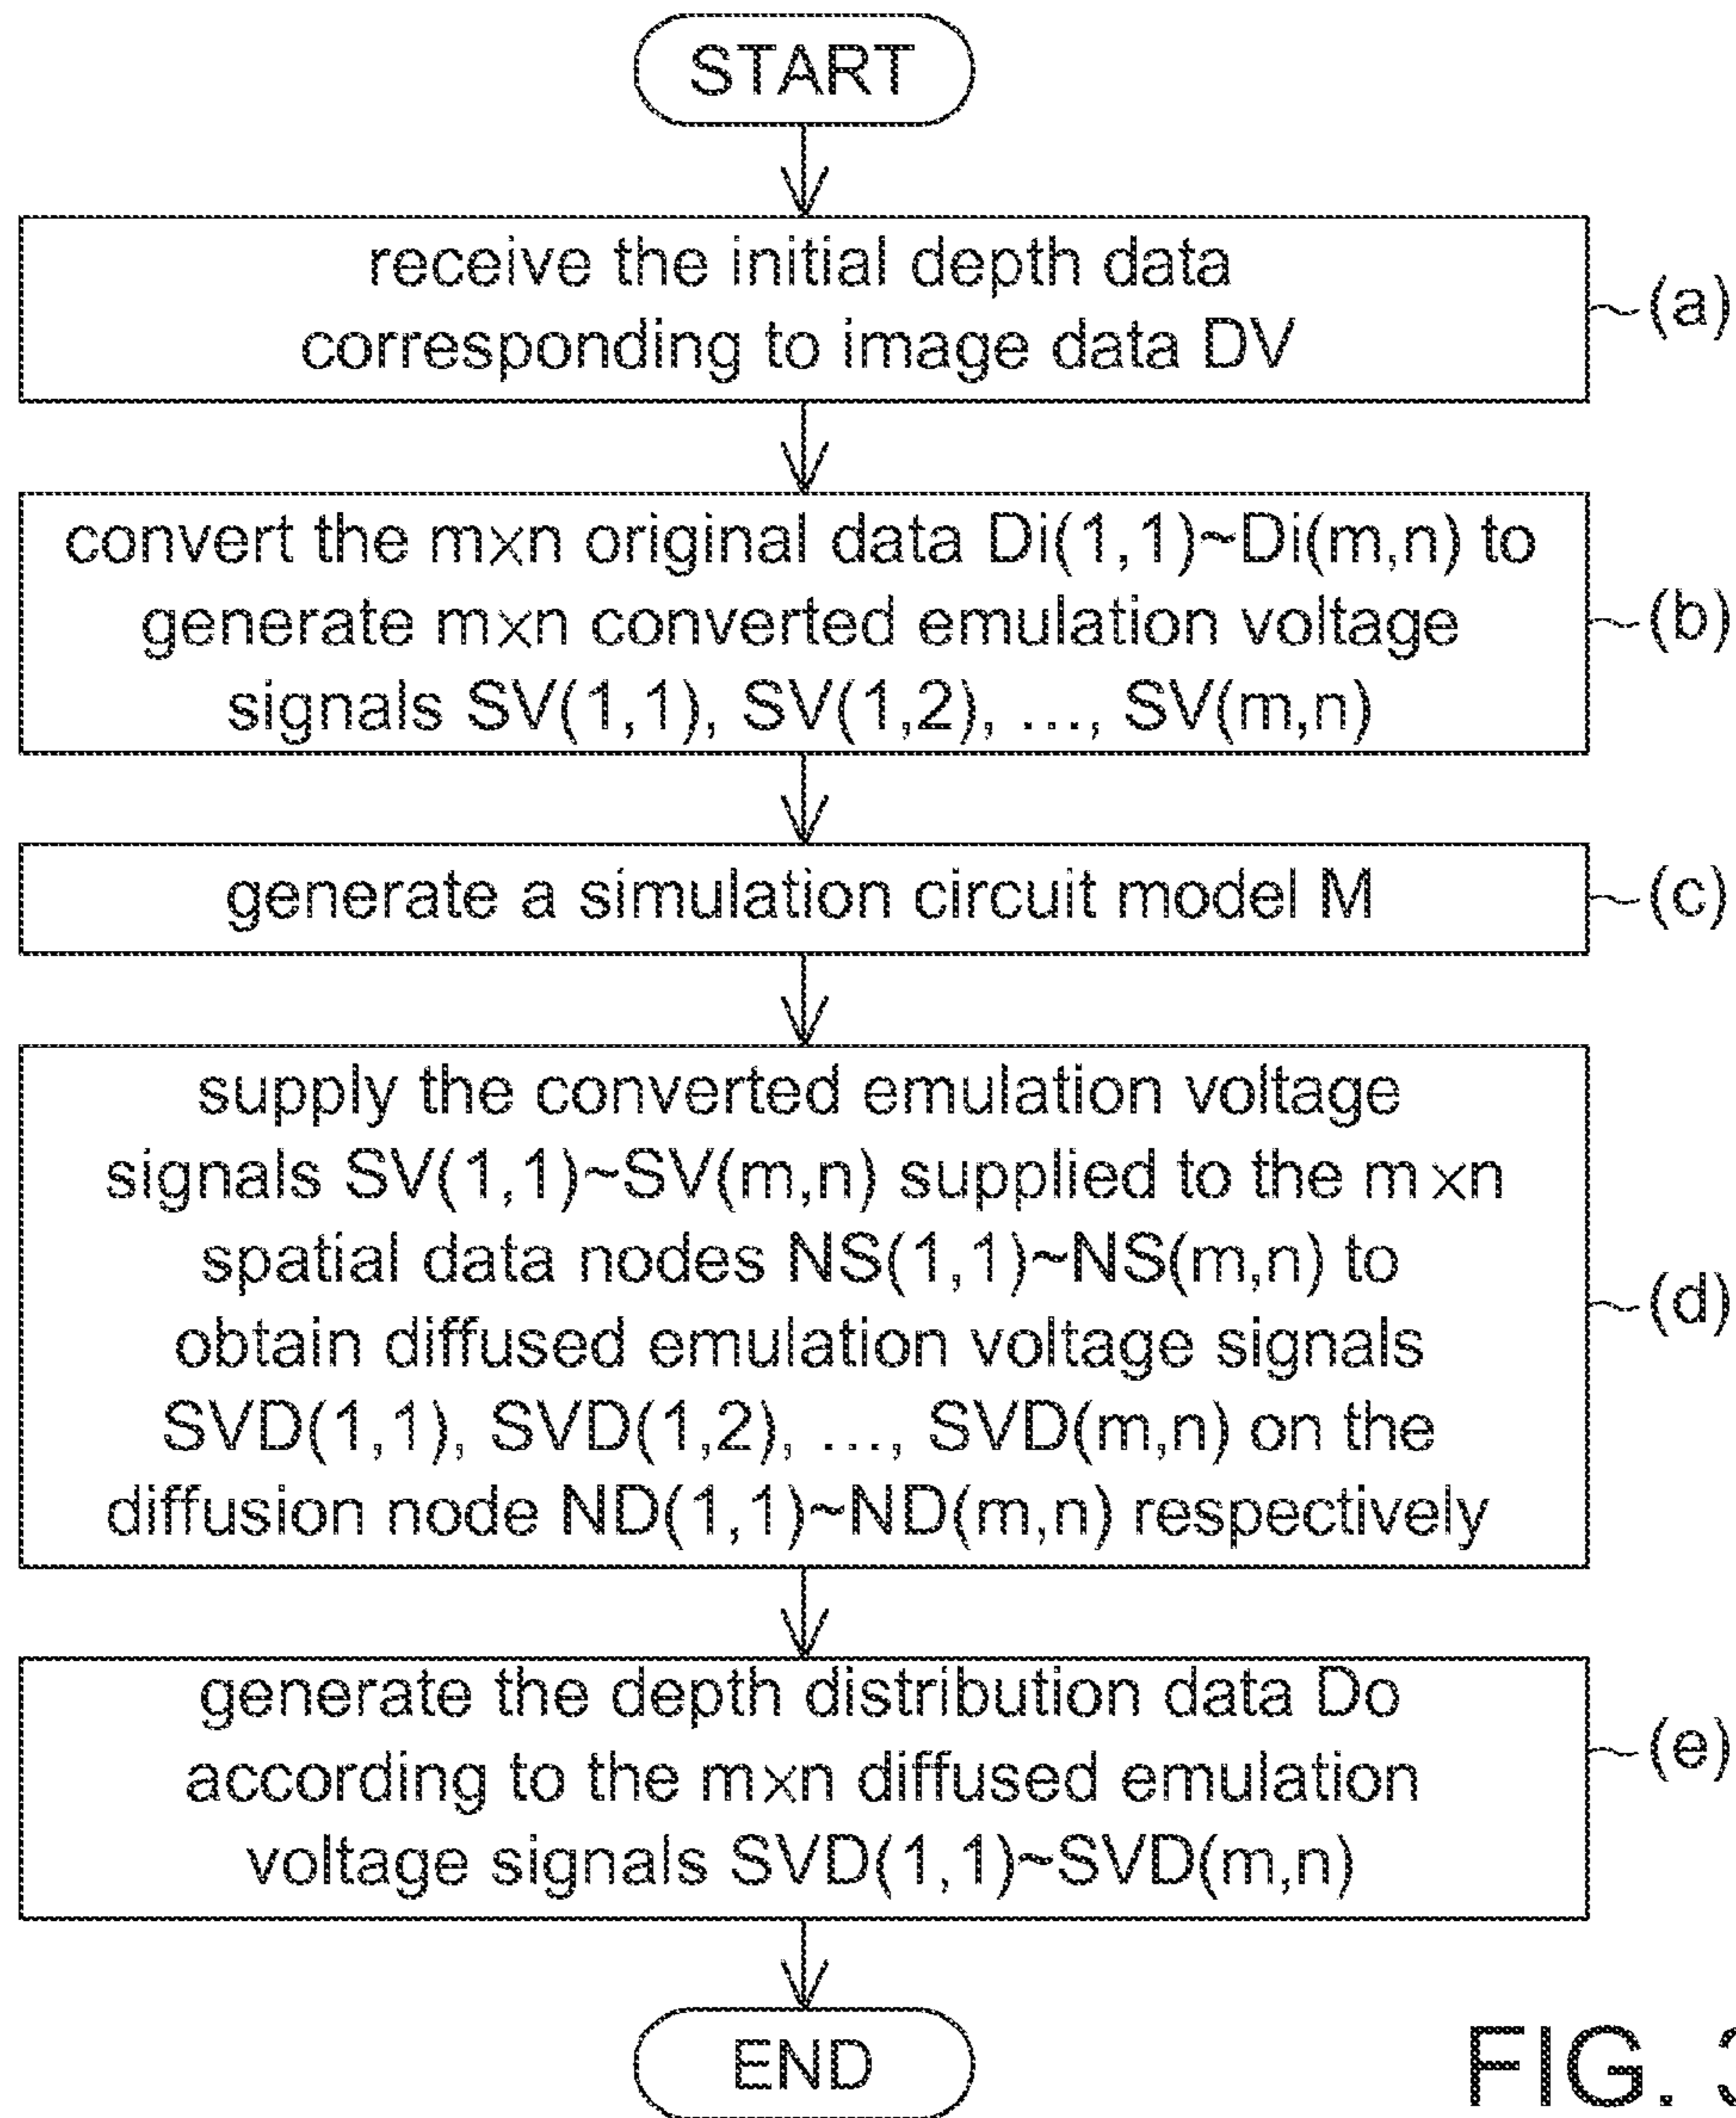 START
receive the initial depth data
corresponding to image data DV
(a)
convert the m×n original data Di(1,1)~Di(m,n) to
generate m×n converted emulation voltage
signals SV(1,1), SV(1,2), ..., SV(m,n)
(b)
generate a simulation circuit model M
(c)
supply the converted emulation voltage
signals SV(1,1)~SV(m,n) supplied to the m×n
spatial data nodes NS(1,1)~NS(m,n) to
obtain diffused emulation voltage signals
SVD(1,1), SVD(1,2), ..., SVD(m,n) on the
diffusion node ND(1,1)~ND(m,n) respectively
(d)
generate the depth distribution data Do
according to the m×n diffused emulation
voltage signals SVD(1,1)~SVD(m,n)
(e)
END
FIG. 3